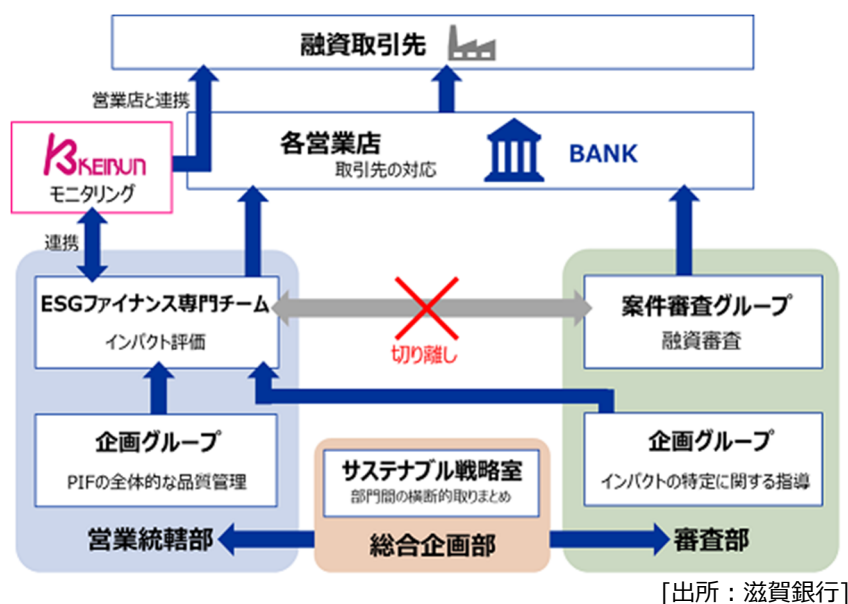 融資取引先
営業店と連携
各営業店
取引先の対応
BANK
KEIBUN
モニタリング
連携
ESGファイナンス専門チーム
インパクト評価
切り離し
案件審査グループ
融資審査
企画グループ
PIFの全体的な品質管理
サステナブル戦略室
部門間の横断的取りまとめ
企画グループ
インパクトの特定に関する指導
営業統轄部
総合企画部
審査部
[出所：滋賀銀行]